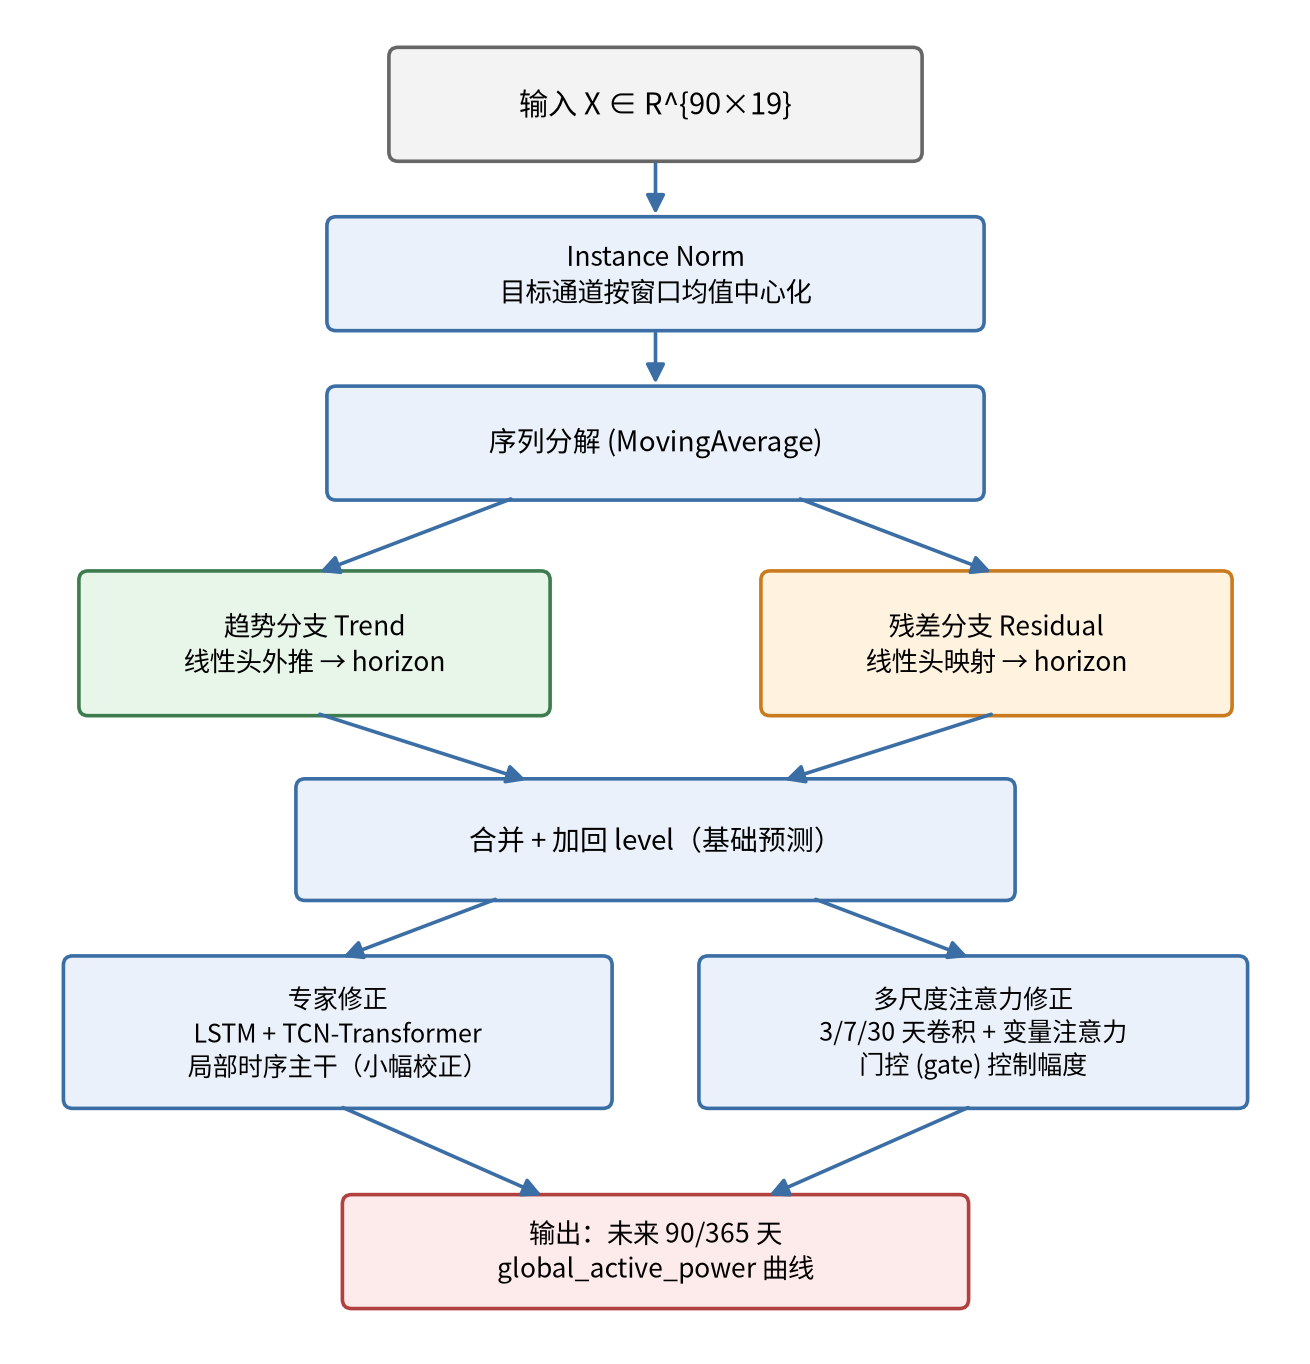 输入 X ∈ R^{90×19}
Instance Norm
目标通道按窗口均值中心化
序列分解 (MovingAverage)
趋势分支 Trend
线性头外推 → horizon
残差分支 Residual
线性头映射 → horizon
合并 + 加回 level（基础预测）
专家修正
LSTM + TCN-Transformer
局部时序主干（小幅校正）
多尺度注意力修正
3/7/30 天卷积 + 变量注意力
门控 (gate) 控制幅度
输出：未来 90/365 天
global_active_power 曲线